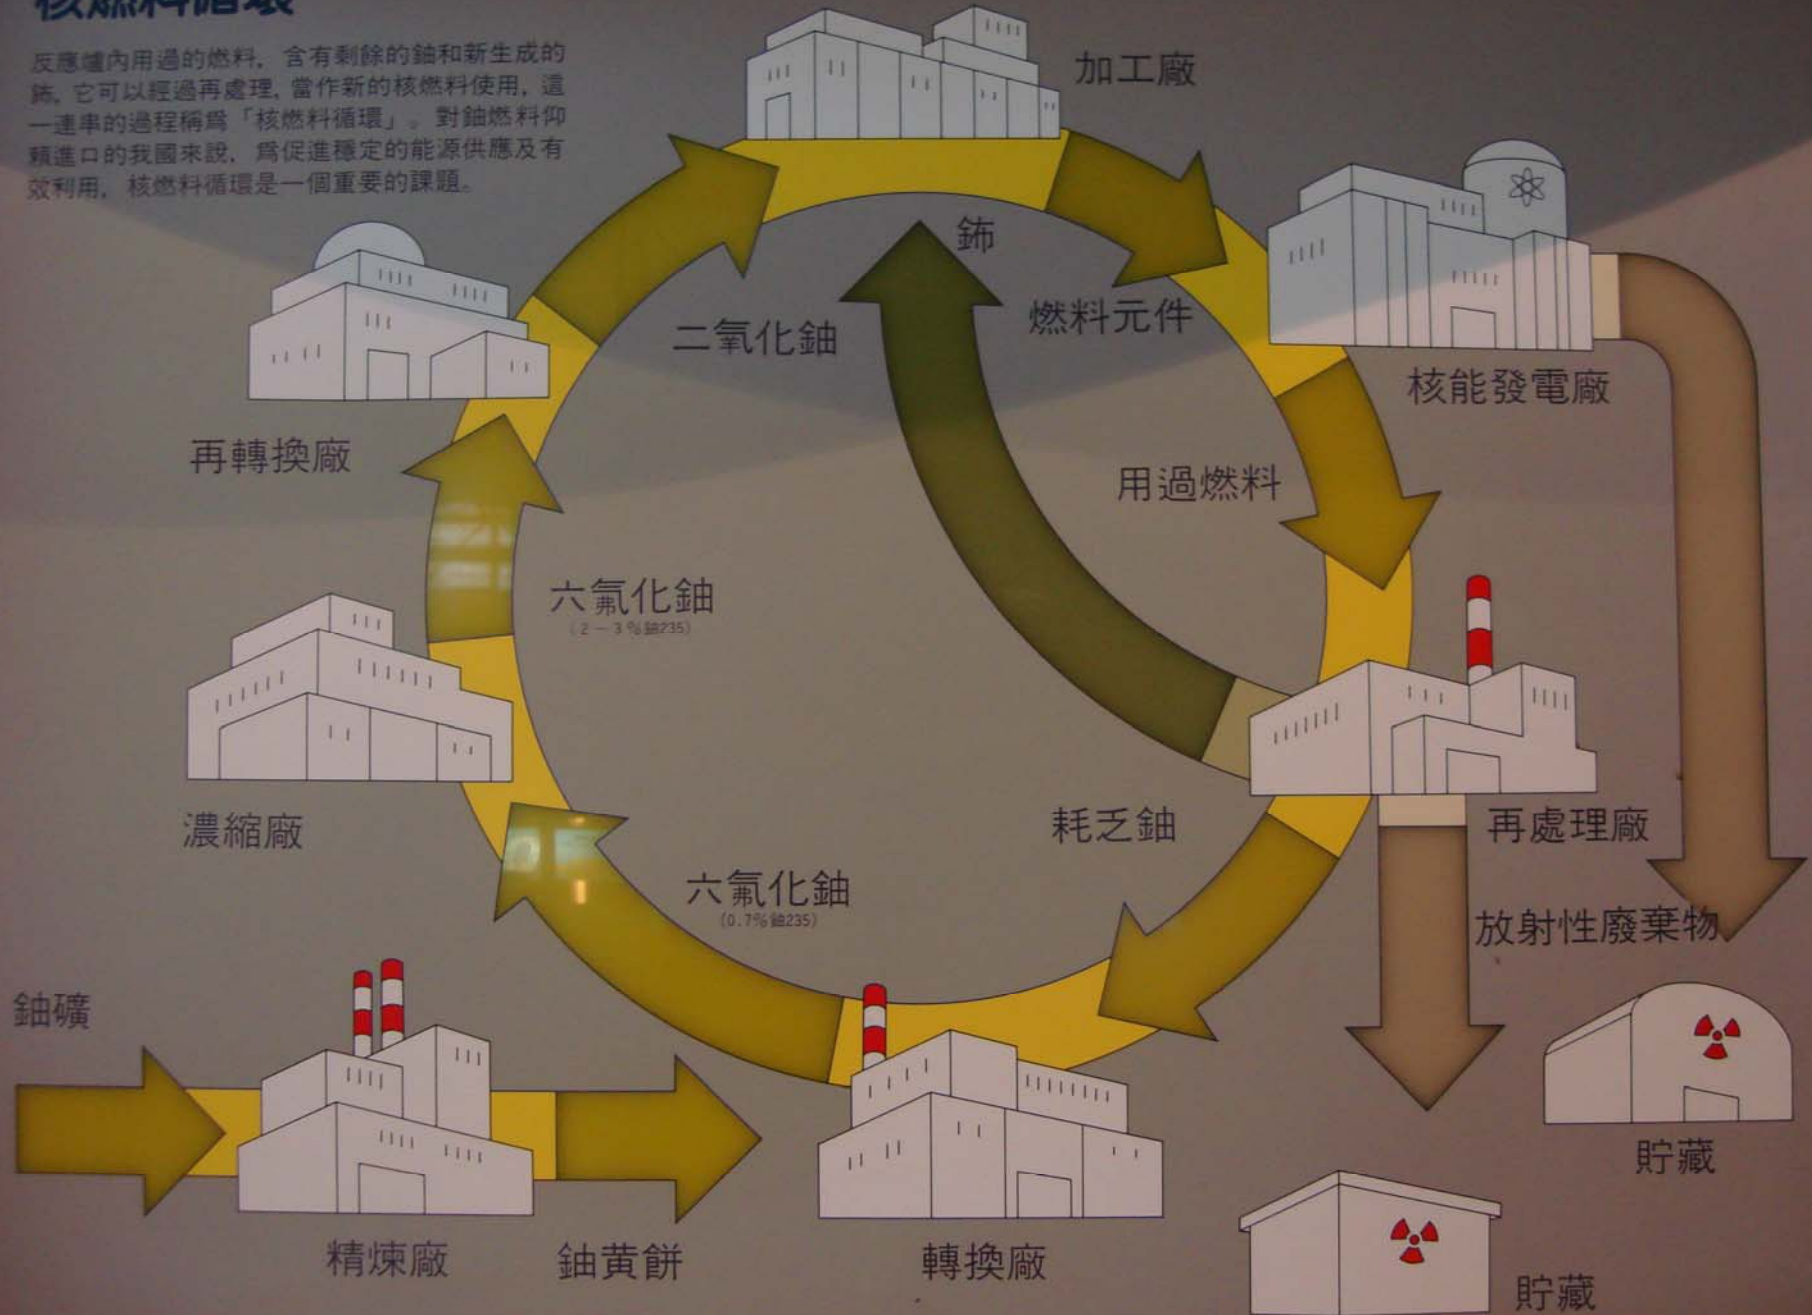 核燃料循環
反應爐內用過的燃料，含有剩餘的鈾和新生成的
鈽，它可以經過再處理，當作新的核燃料使用，這
一連串的過程稱爲「核燃料循環」。對鈾燃料仰
賴進口的我國來說，爲促進穩定的能源供應及有
效利用，核燃料循環是一個重要的課題。
加工廠
鈽
燃料元件
二氧化鈾
核能發電廠
再轉換廠
用過燃料
六氟化鈾
(2－3%鈾235)
濃縮廠
耗乏鈾
再處理廠
六氟化鈾
(0.7%鈾235)
放射性廢棄物
鈾礦
貯藏
精煉廠
鈾黃餅
轉換廠
貯藏